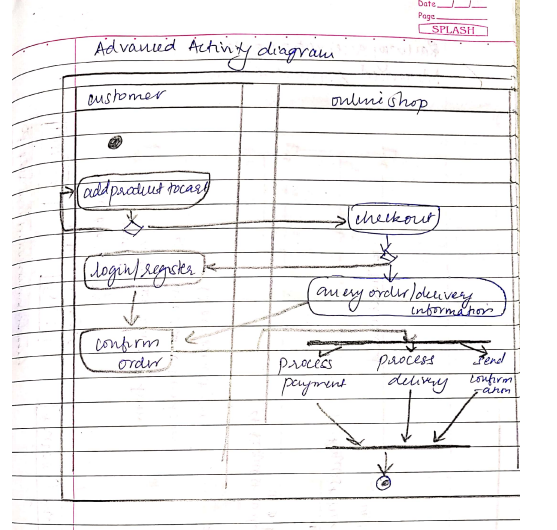 Date
Page
SPLASH
Advanced Activity diagram
customer
online shop
add product to cart
checkout
login/register
query order/delivery
information
confirm
order
process
payment
process
delivery
send
confirm
-ation